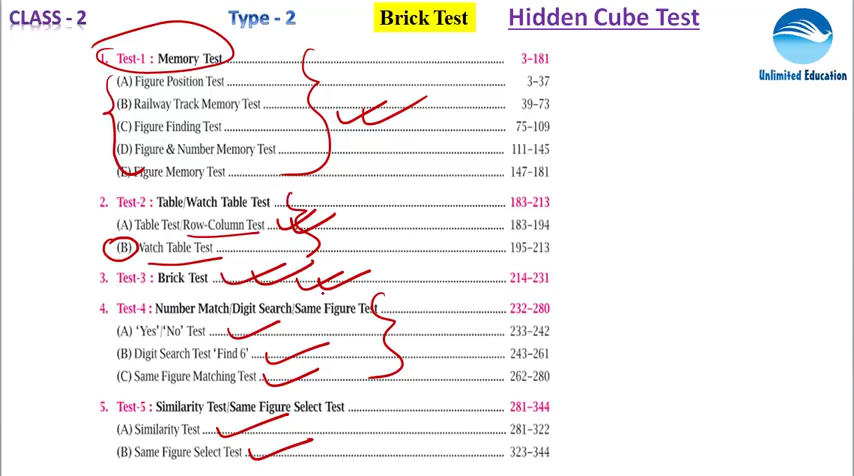 CLASS - 2 Type - 2 Brick Test Hidden Cube Test
Unlimited Education
1. Test-1 : Memory Test 3-181
(A) Figure Position Test 3-37
(B) Railway Track Memory Test 39-73
(C) Figure Finding Test 75-109
(D) Figure & Number Memory Test 111-145
(E) Figure Memory Test 147-181
2. Test-2 : Table/Watch Table Test 183-213
(A) Table Test/Row-Column Test 183-194
(B) Watch Table Test 195-213
3. Test-3 : Brick Test 214-231
4. Test-4 : Number Match/Digit Search/Same Figure Test 232-280
(A) ‘Yes’/‘No’ Test 233-242
(B) Digit Search Test ‘Find 6’ 243-261
(C) Same Figure Matching Test 262-280
5. Test-5 : Similarity Test/Same Figure Select Test 281-344
(A) Similarity Test 281-322
(B) Same Figure Select Test 323-344